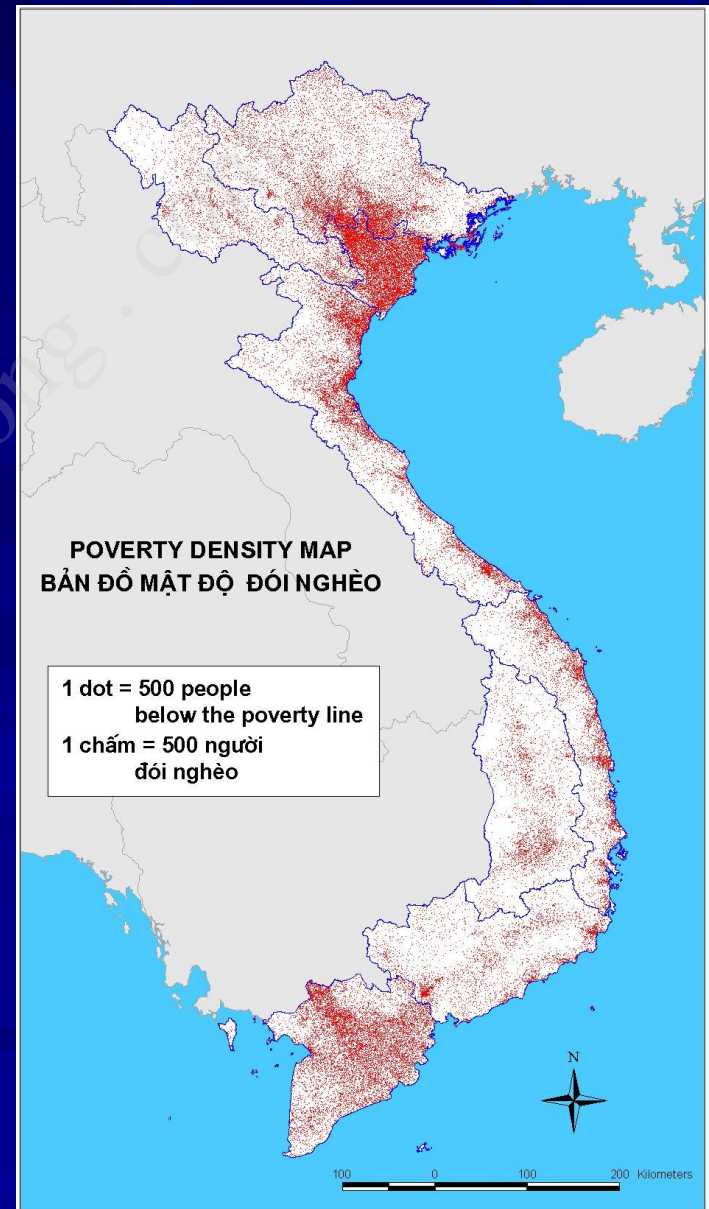 POVERTY DENSITY MAP
BẢN ĐỒ MẬT ĐỘ ĐÓI NGHÈO
1 dot = 500 people
below the poverty line
1 chấm = 500 người
đói nghèo
N
100 0 100 200 Kilometers